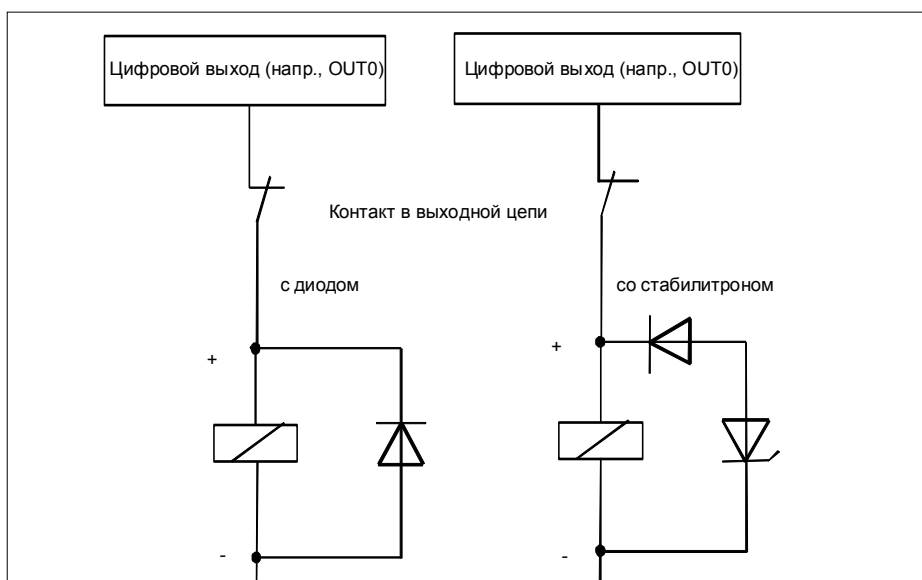 Цифровой выход (напр., OUT0)
Цифровой выход (напр., OUT0)
Контакт в выходной цепи
с диодом
со стабилитроном
+
+
-
-